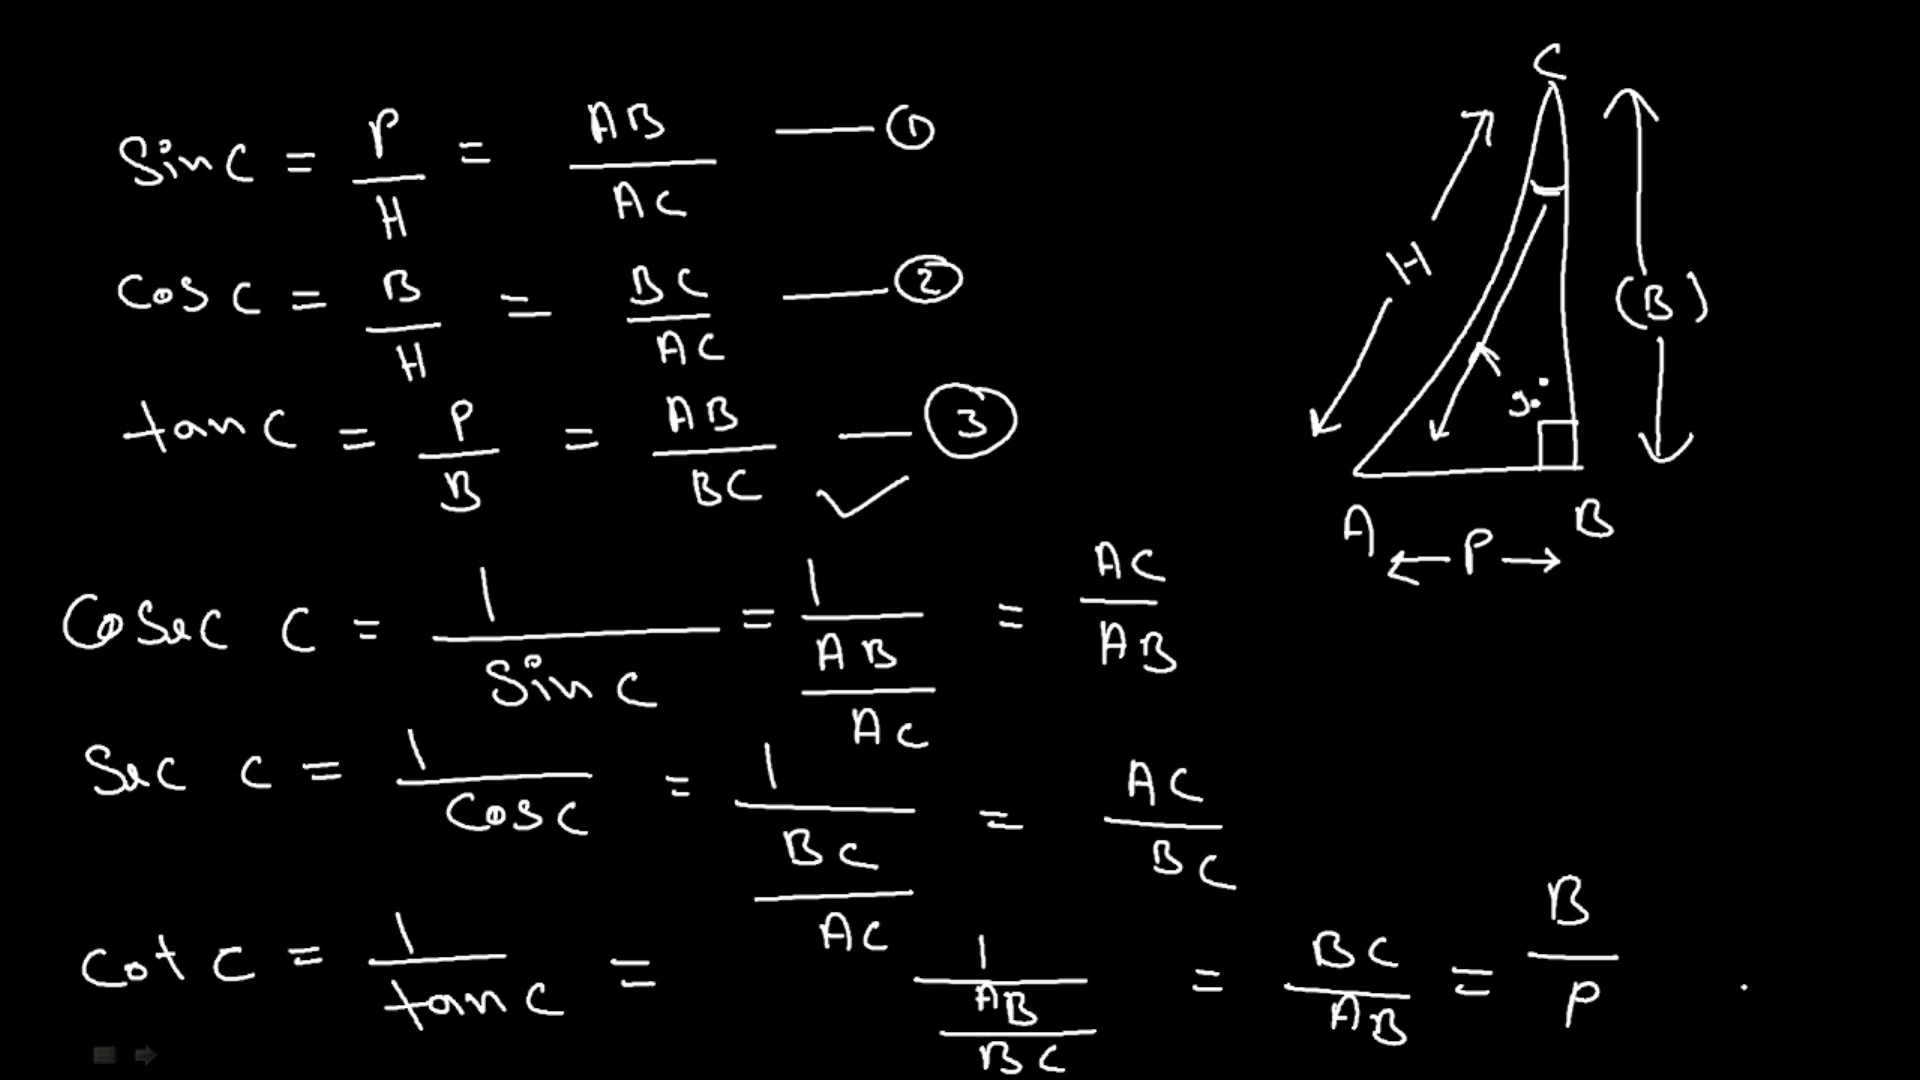 Sin C = P/H = AB/AC — ①
Cos C = B/H = BC/AC — ②
tan C = P/B = AB/BC — ③ ✓
Cosec C = 1/Sin C = 1/(AB/AC) = AC/AB
Sec C = 1/Cos C = 1/(BC/AC) = AC/BC
Cot C = 1/tan C = 1/(AB/BC) = BC/AB = B/P
C
H
(B)
A
B
← P →